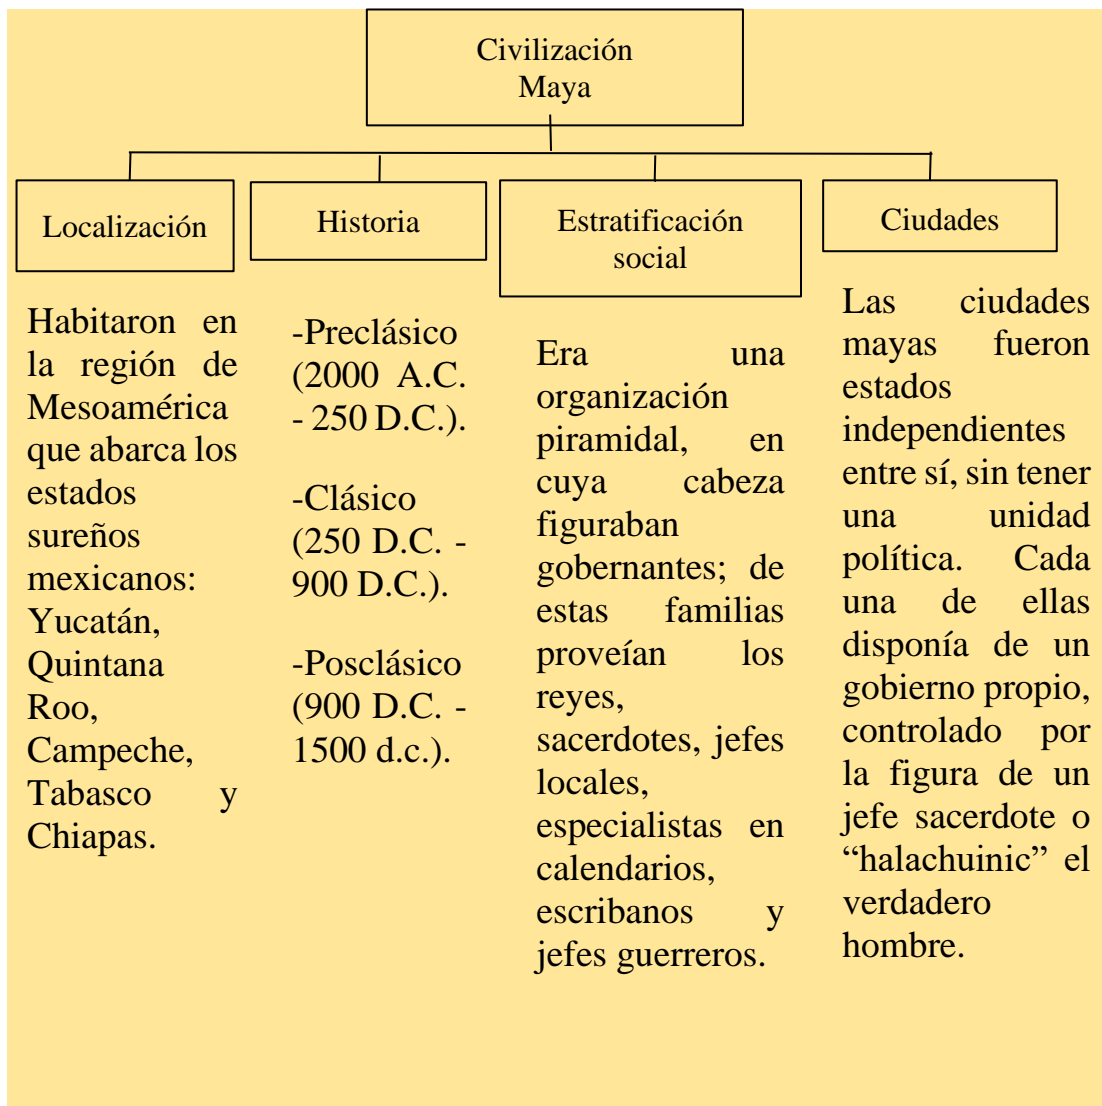 Civilización
Maya
Localización
Habitaron en
la región de
Mesoamérica
que abarca los
estados
sureños
mexicanos:
Yucatán,
Quintana
Roo,
Campeche,
Tabasco y
Chiapas.
Historia
-Preclásico
(2000 A.C.
- 250 D.C.).
-Clásico
(250 D.C. -
900 D.C.).
-Posclásico
(900 D.C. -
1500 d.c.).
Estratificación
social
Era una
organización
piramidal, en
cuya cabeza
figuraban
gobernantes; de
estas familias
proveían los
reyes,
sacerdotes, jefes
locales,
especialistas en
calendarios,
escribanos y
jefes guerreros.
Ciudades
Las ciudades
mayas fueron
estados
independientes
entre sí, sin tener
una unidad
política. Cada
una de ellas
disponía de un
gobierno propio,
controlado por
la figura de un
jefe sacerdote o
“halachuinic” el
verdadero
hombre.